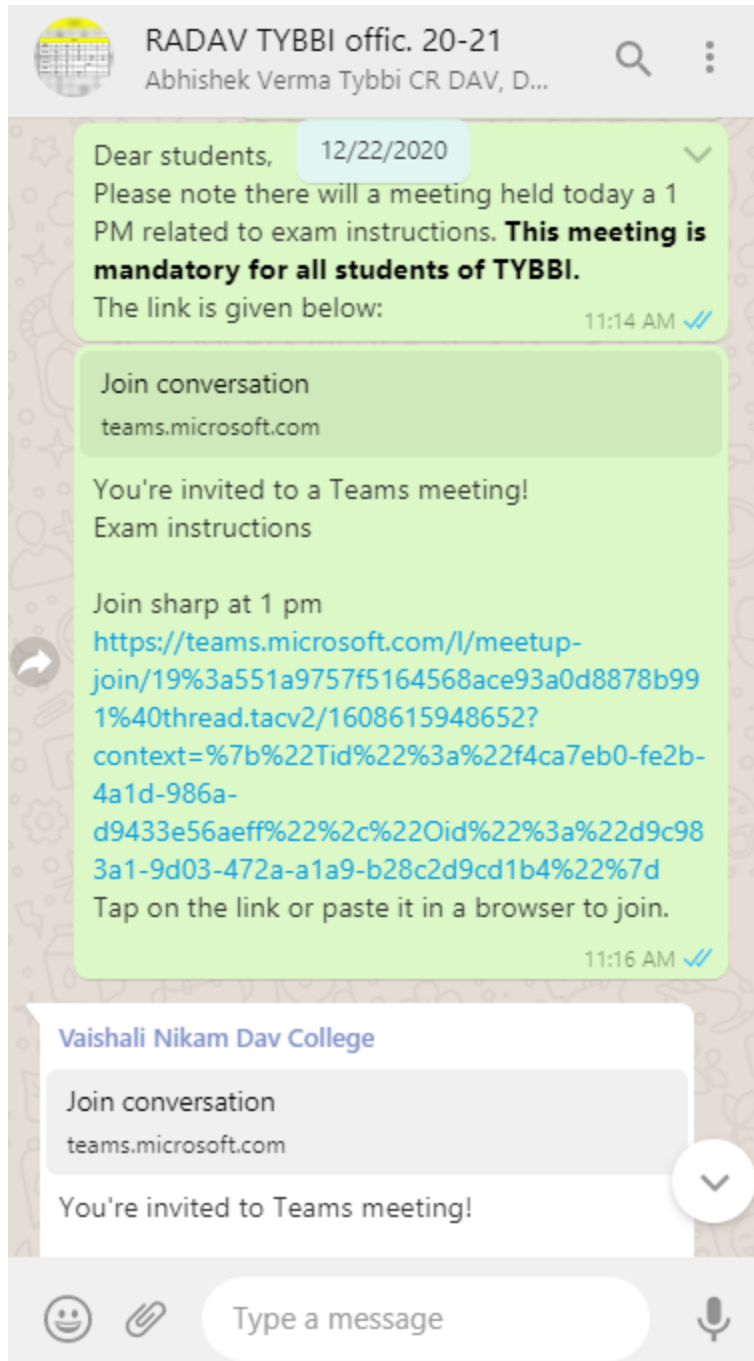 RADAV TYBBI offic. 20-21
Abhishek Verma Tybbi CR DAV, D...
12/22/2020
Dear students,
Please note there will a meeting held today a 1
PM related to exam instructions. This meeting is
mandatory for all students of TYBBI.
The link is given below:
11:14 AM
Join conversation
teams.microsoft.com
You're invited to a Teams meeting!
Exam instructions
Join sharp at 1 pm
https://teams.microsoft.com/l/meetup-
join/19%3a551a9757f5164568ace93a0d8878b99
1%40thread.tacv2/1608615948652?
context=%7b%22Tid%22%3a%22f4ca7eb0-fe2b-
4a1d-986a-
d9433e56aeff%22%2c%22Oid%22%3a%22d9c98
3a1-9d03-472a-a1a9-b28c2d9cd1b4%22%7d
Tap on the link or paste it in a browser to join.
11:16 AM
Vaishali Nikam Dav College
Join conversation
teams.microsoft.com
You're invited to Teams meeting!
Type a message